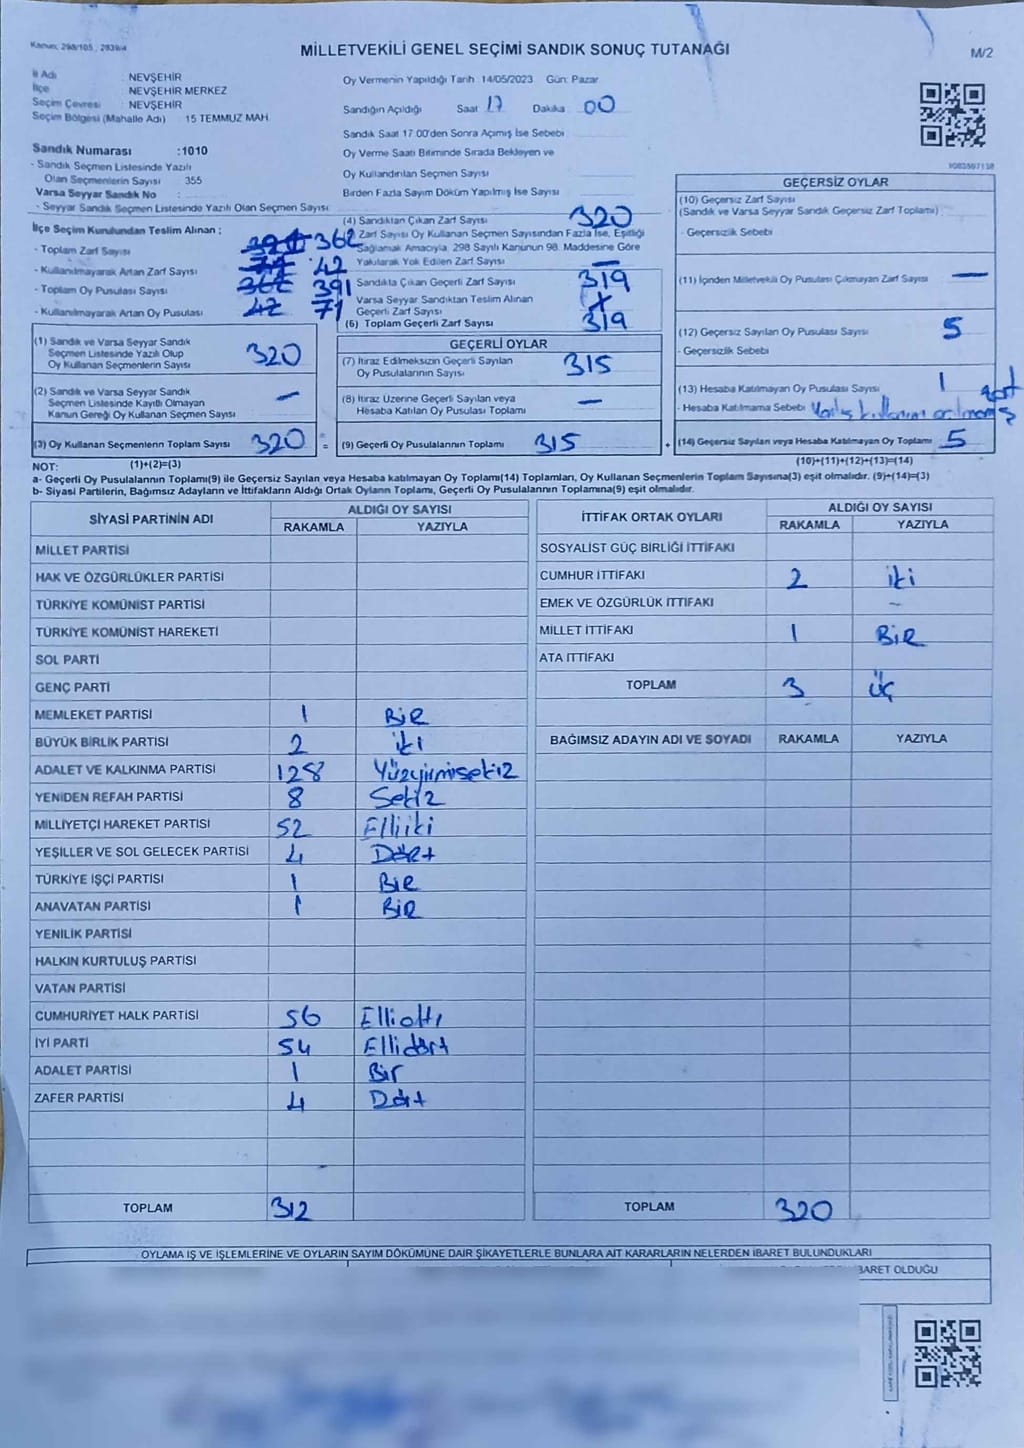 Kanun: 298/105, 2839/4
MİLLETVEKİLİ GENEL SEÇİMİ SANDIK SONUÇ TUTANAĞI
M/2
İl Adı : NEVŞEHİR
İlçe : NEVŞEHİR MERKEZ
Seçim Çevresi : NEVŞEHİR
Seçim Bölgesi (Mahalle Adı) : 15 TEMMUZ MAH.
Oy Vermenin Yapıldığı Tarih 14/05/2023 Gün: Pazar
Sandığın Açıldığı Saat 17 Dakika 00
Sandık Saat 17.00'den Sonra Açılmış İse Sebebi
Oy Verme Saati Bitiminde Sırada Bekleyen ve
Oy Kullandırılan Seçmen Sayısı
Birden Fazla Sayım Döküm Yapılmış İse Sayısı
Sandık Numarası :1010
- Sandık Seçmen Listesinde Yazılı
Olan Seçmenlerin Sayısı 355
Varsa Seyyar Sandık No :
- Seyyar Sandık Seçmen Listesinde Yazılı Olan Seçmen Sayısı
İlçe Seçim Kurulundan Teslim Alınan :
- Toplam Zarf Sayısı 362
- Kullanılmayarak Artan Zarf Sayısı 42
- Toplam Oy Pusulası Sayısı 391
- Kullanılmayarak Artan Oy Pusulası 71
(4) Sandıktan Çıkan Zarf Sayısı 320
Zarf Sayısı Oy Kullanan Seçmen Sayısından Fazla İse, Eşitliği
Sağlamak Amacıyla 298 Sayılı Kanunun 98. Maddesine Göre
Yakılarak Yok Edilen Zarf Sayısı —
Sandıkta Çıkan Geçerli Zarf Sayısı 319
Varsa Seyyar Sandıktan Teslim Alınan
Geçerli Zarf Sayısı
(6) Toplam Geçerli Zarf Sayısı 319
GEÇERSİZ OYLAR
(10) Geçersiz Zarf Sayısı
(Sandık ve Varsa Seyyar Sandık Geçersiz Zarf Toplamı)
- Geçersizlik Sebebi
(11) İçinden Milletvekili Oy Pusulası Çıkmayan Zarf Sayısı —
(12) Geçersiz Sayılan Oy Pusulası Sayısı 5
- Geçersizlik Sebebi
(13) Hesaba Katılmayan Oy Pusulası Sayısı 1
- Hesaba Katılmama Sebebi
(14) Geçersiz Sayılan veya Hesaba Katılmayan Oy Toplamı 5
(10)+(11)+(12)+(13)=(14)
(1) Sandık ve Varsa Seyyar Sandık
Seçmen Listesinde Yazılı Olup
Oy Kullanan Seçmenlerin Sayısı 320
(2) Sandık ve Varsa Seyyar Sandık
Seçmen Listesinde Kayıtlı Olmayan
Kanun Gereği Oy Kullanan Seçmen Sayısı —
(3) Oy Kullanan Seçmenlerin Toplam Sayısı 320 =
GEÇERLİ OYLAR
(7) İtiraz Edilmeksizin Geçerli Sayılan
Oy Pusulalarının Sayısı 315
(8) İtiraz Üzerine Geçerli Sayılan veya
Hesaba Katılan Oy Pusulası Toplamı —
(9) Geçerli Oy Pusulalarının Toplamı 315 +
NOT: (1)+(2)=(3)
a- Geçerli Oy Pusulalarının Toplamı(9) ile Geçersiz Sayılan veya Hesaba katılmayan Oy Toplamı(14) Toplamları, Oy Kullanan Seçmenlerin Toplam Sayısına(3) eşit olmalıdır. (9)+(14)=(3)
b- Siyasi Partilerin, Bağımsız Adayların ve İttifakların Aldığı Ortak Oyların Toplamı, Geçerli Oy Pusulalarının Toplamına(9) eşit olmalıdır.
SİYASİ PARTİNİN ADI ALDIĞI OY SAYISI
RAKAMLA YAZIYLA
MİLLET PARTİSİ
HAK VE ÖZGÜRLÜKLER PARTİSİ
TÜRKİYE KOMÜNİST PARTİSİ
TÜRKİYE KOMÜNİST HAREKETİ
SOL PARTİ
GENÇ PARTİ
MEMLEKET PARTİSİ 1 BiR
BÜYÜK BİRLİK PARTİSİ 2 iki
ADALET VE KALKINMA PARTİSİ 128 Yüzyirmisekiz
YENİDEN REFAH PARTİSİ 8 Sekiz
MİLLİYETÇİ HAREKET PARTİSİ 52 Elliiki
YEŞİLLER VE SOL GELECEK PARTİSİ 4 Dört
TÜRKİYE İŞÇİ PARTİSİ 1 BiR
ANAVATAN PARTİSİ 1 BiR
YENİLİK PARTİSİ
HALKIN KURTULUŞ PARTİSİ
VATAN PARTİSİ
CUMHURİYET HALK PARTİSİ 56 Ellialtı
İYİ PARTİ 54 Ellidört
ADALET PARTİSİ 1 Bir
ZAFER PARTİSİ 4 Dört
TOPLAM 312
İTTİFAK ORTAK OYLARI ALDIĞI OY SAYISI
RAKAMLA YAZIYLA
SOSYALİST GÜÇ BİRLİĞİ İTTİFAKI
CUMHUR İTTİFAKI 2 iki
EMEK VE ÖZGÜRLÜK İTTİFAKI –
MİLLET İTTİFAKI 1 BiR
ATA İTTİFAKI
TOPLAM 3 üç
BAĞIMSIZ ADAYIN ADI VE SOYADI RAKAMLA YAZIYLA
TOPLAM 320
OYLAMA İŞ VE İŞLEMLERİNE VE OYLARIN SAYIM DÖKÜMÜNE DAİR ŞİKAYETLERLE BUNLARA AİT KARARLARIN NELERDEN İBARET BULUNDUKLARI
BARET OLDUĞU